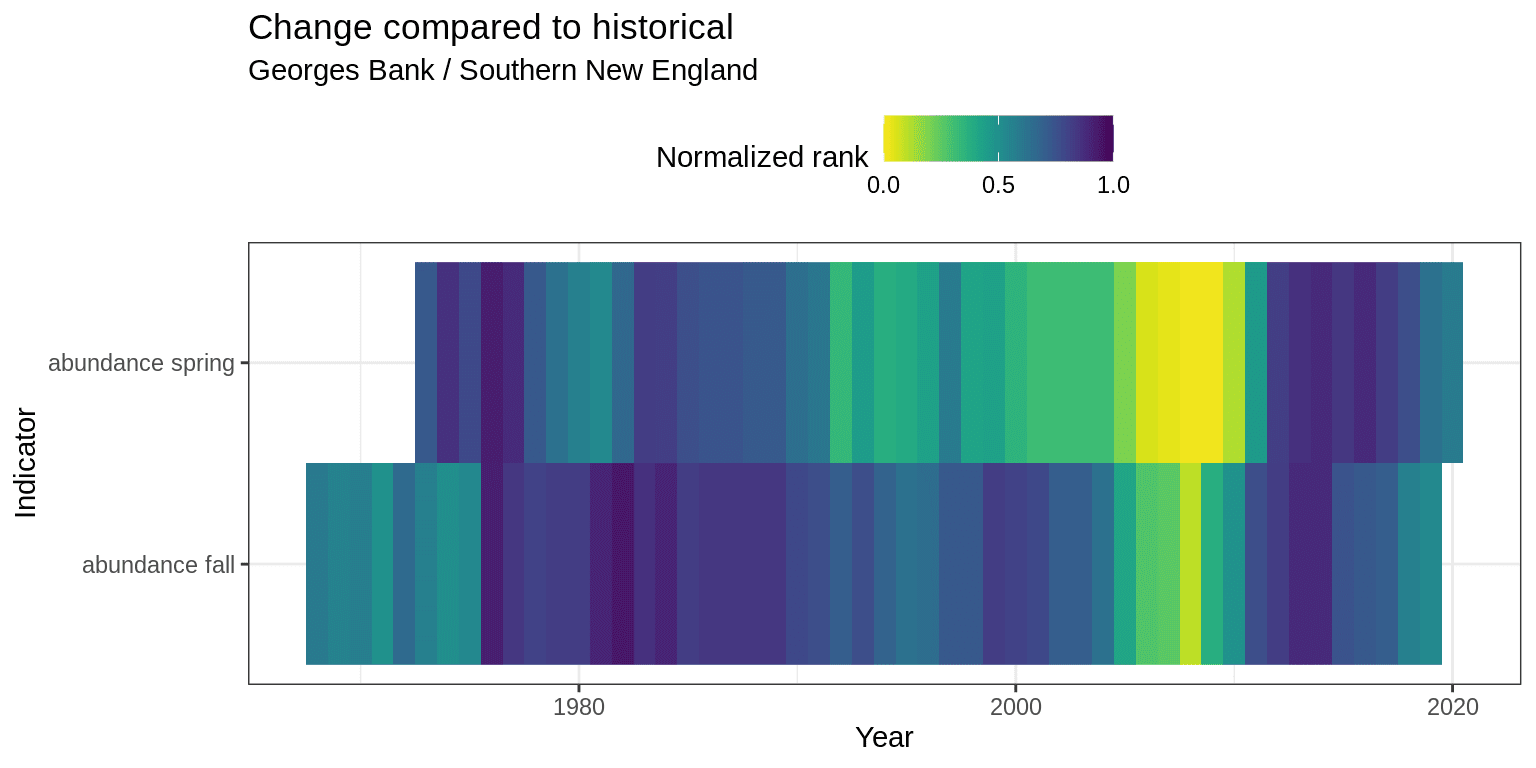 Change compared to historical
Georges Bank / Southern New England
Normalized rank
0.0 0.5 1.0
abundance spring
abundance fall
Indicator
1980 2000 2020
Year